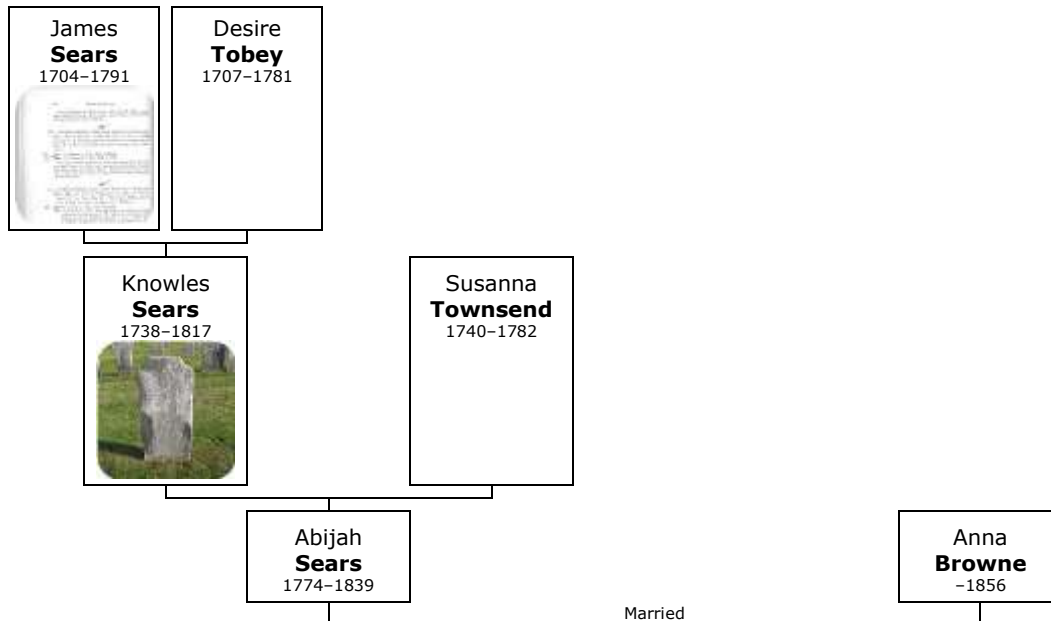 James
Sears
1704–1791
Desire
Tobey
1707–1781
Knowles
Sears
1738–1817
Susanna
Townsend
1740–1782
Abijah
Sears
1774–1839
Anna
Browne
–1856
Married